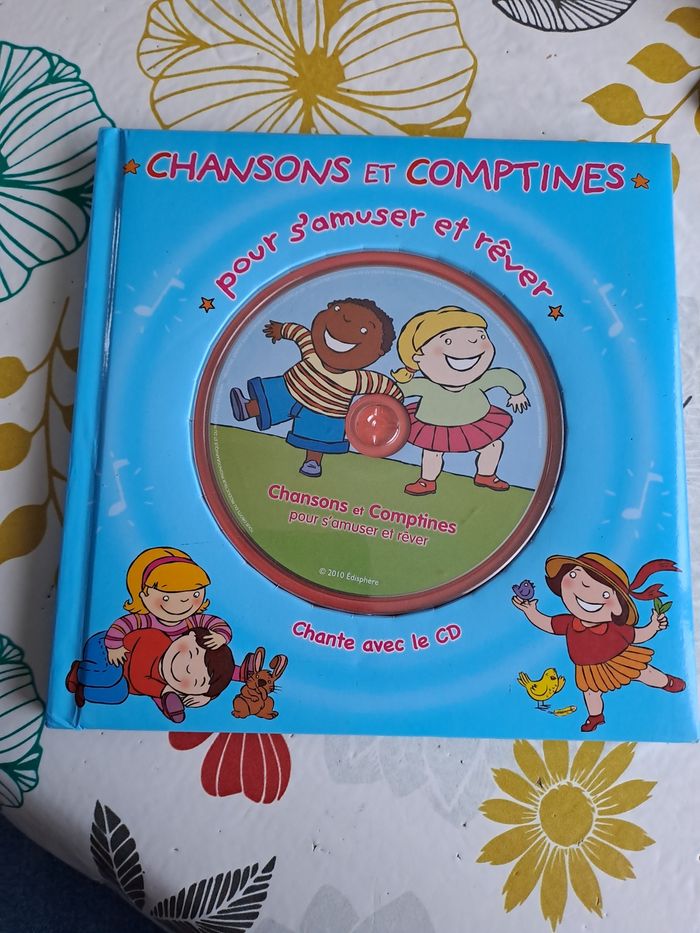 CHANSONS ET COMPTINES
pour s'amuser et rêver
Chansons et Comptines
pour s'amuser et rêver
© 2010 Édisphere
Chante avec le CD